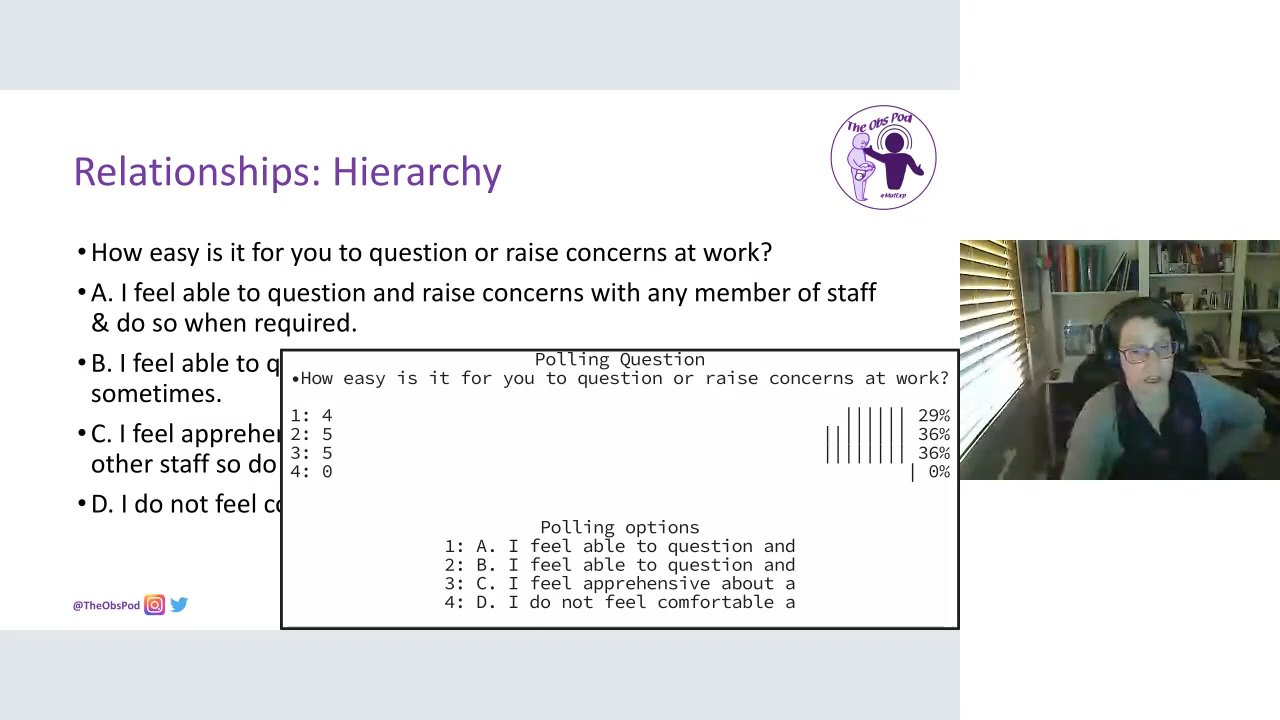 The Obs Pod
#MatExp
Relationships: Hierarchy
•How easy is it for you to question or raise concerns at work?
•A. I feel able to question and raise concerns with any member of staff
& do so when required.
•B. I feel able to q
sometimes.
•C. I feel apprehen
other staff so do
•D. I do not feel co
@TheObsPod
Polling Question
•How easy is it for you to question or raise concerns at work?
1: 4 |||||| 29%
2: 5 |||||||| 36%
3: 5 |||||||| 36%
4: 0 | 0%
Polling options
1: A. I feel able to question and
2: B. I feel able to question and
3: C. I feel apprehensive about a
4: D. I do not feel comfortable a